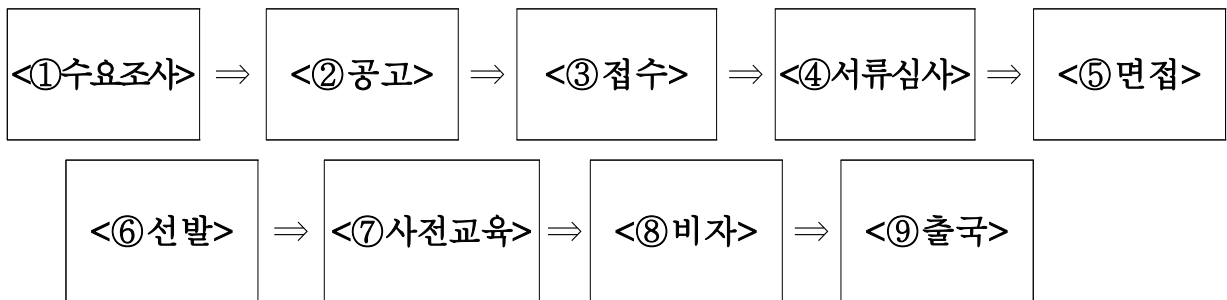 <①수요조사> ⇒ <②공고> ⇒ <③접수> ⇒ <④서류심사> ⇒ <⑤면접>
<⑥선발> ⇒ <⑦사전교육> ⇒ <⑧비자> ⇒ <⑨출국>